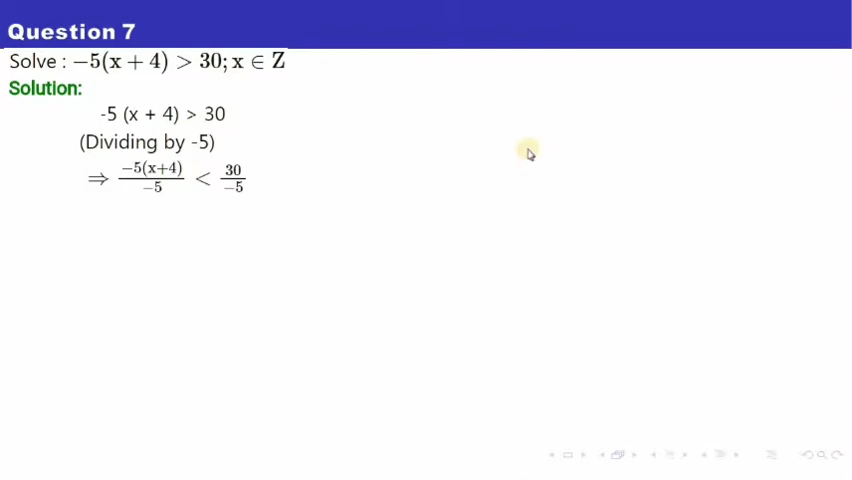 Question 7
Solve : −5(x + 4) > 30; x ∈ Z
Solution:
-5 (x + 4) > 30
(Dividing by -5)
⇒ −5(x+4)/−5 < 30/−5